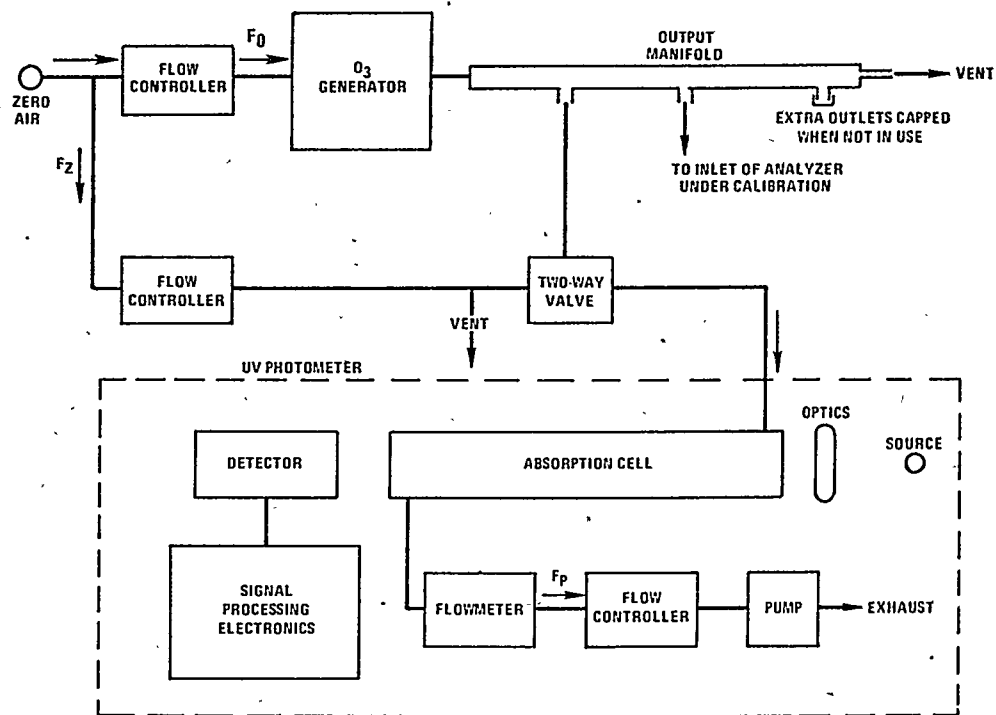 ZERO
AIR
FLOW
CONTROLLER
F0
O3
GENERATOR
OUTPUT
MANIFOLD
VENT
EXTRA OUTLETS CAPPED
WHEN NOT IN USE
TO INLET OF ANALYZER
UNDER CALIBRATION
FZ
FLOW
CONTROLLER
VENT
TWO-WAY
VALVE
UV PHOTOMETER
DETECTOR
ABSORPTION CELL
OPTICS
SOURCE
SIGNAL
PROCESSING
ELECTRONICS
FLOWMETER
FP
FLOW
CONTROLLER
PUMP
EXHAUST